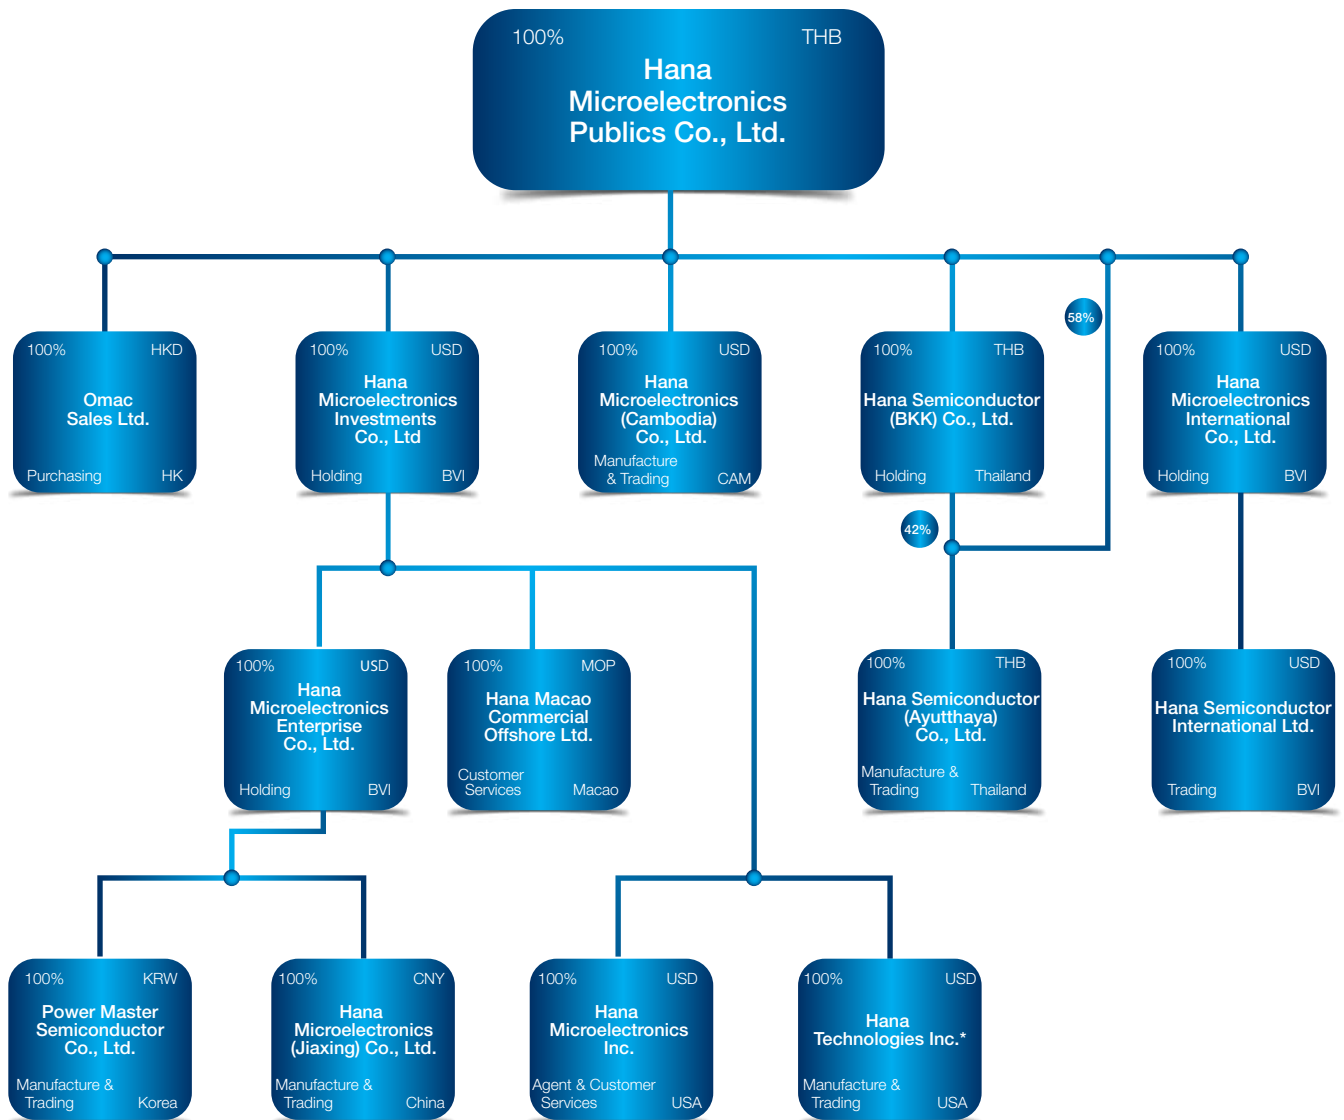 100% THB
Hana
Microelectronics
Publics Co., Ltd.
58%
100% HKD
Omac
Sales Ltd.
Purchasing HK
100% USD
Hana
Microelectronics
Investments
Co., Ltd
Holding BVI
100% USD
Hana
Microelectronics
(Cambodia)
Co., Ltd.
Manufacture
& Trading CAM
100% THB
Hana Semiconductor
(BKK) Co., Ltd.
Holding Thailand
100% USD
Hana
Microelectronics
International
Co., Ltd.
Holding BVI
42%
100% USD
Hana
Microelectronics
Enterprise
Co., Ltd.
Holding BVI
100% MOP
Hana Macao
Commercial
Offshore Ltd.
Customer
Services Macao
100% THB
Hana Semiconductor
(Ayutthaya)
Co., Ltd.
Manufacture &
Trading Thailand
100% USD
Hana Semiconductor
International Ltd.
Trading BVI
100% KRW
Power Master
Semiconductor
Co., Ltd.
Manufacture &
Trading Korea
100% CNY
Hana
Microelectronics
(Jiaxing) Co., Ltd.
Manufacture &
Trading China
100% USD
Hana
Microelectronics
Inc.
Agent & Customer
Services USA
100% USD
Hana
Technologies Inc.*
Manufacture &
Trading USA